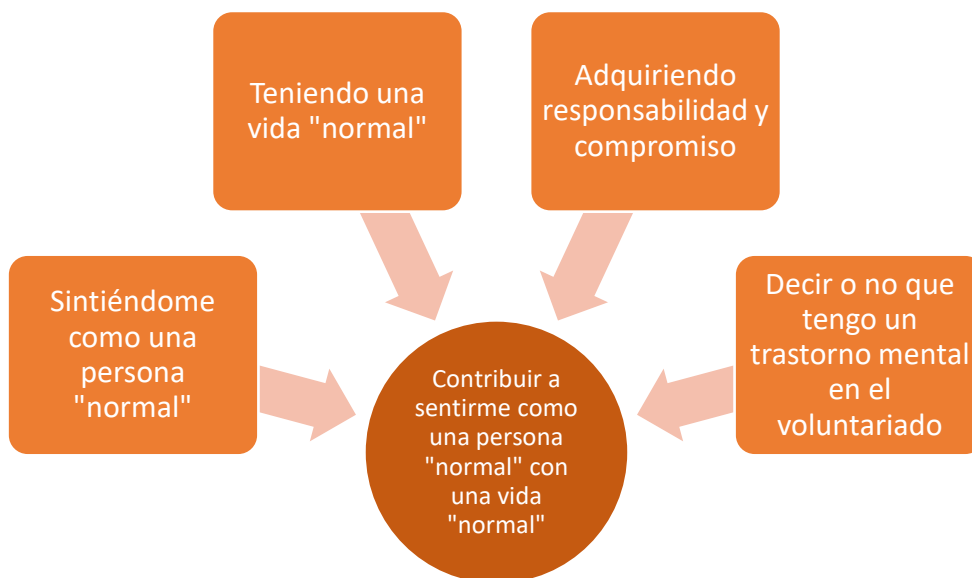 Teniendo una
vida "normal"
Adquiriendo
responsabilidad y
compromiso
Sintiéndome
como una
persona
"normal"
Decir o no que
tengo un
trastorno mental
en el
voluntariado
Contribuir a
sentirme como
una persona
"normal" con
una vida
"normal"